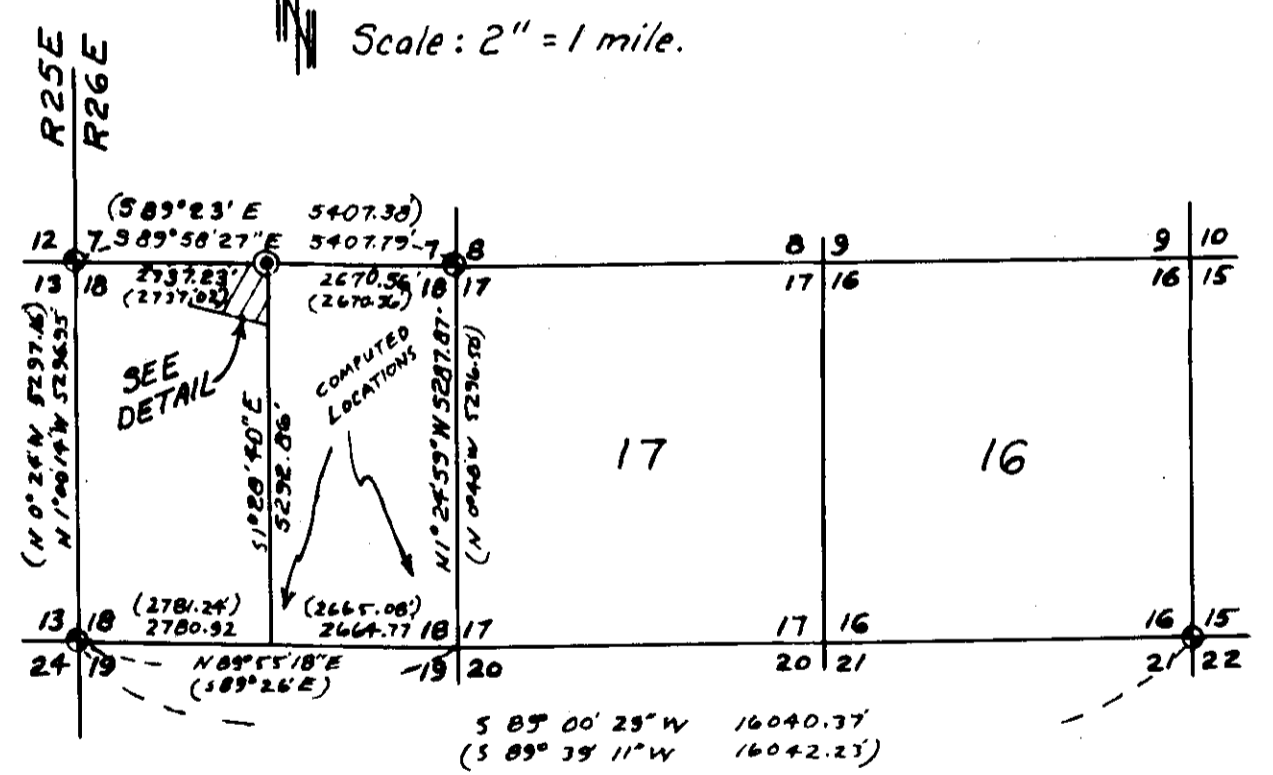 Scale: 2" = 1 mile.
R25E
R26E
(S 89°23' E 5407.38)
S 89°58'27"E 5407.79'
12 7
7 8
8 9
9 10
13 18
2737.23'
(2737.02)
2670.56'
(2670.36)
18 17
17 16
16 15
(N 0°24'N 5297.16)
N 1°00'14"W 5296.95
SEE
DETAIL
S1°28'40"E
5292.86'
COMPUTED
LOCATIONS
N1°24'59"W 5287.87'
(N 0°48'W 5296.50)
17
16
13 18
(2781.24')
2780.92
(2665.08')
2664.77
18 17
17 16
16 15
24 19
N 89°55'18"E
(S89°26'E)
19 20
20 21
21 22
S 89° 00' W 16040.37'
(S 89° 39' 11" W 16042.23')